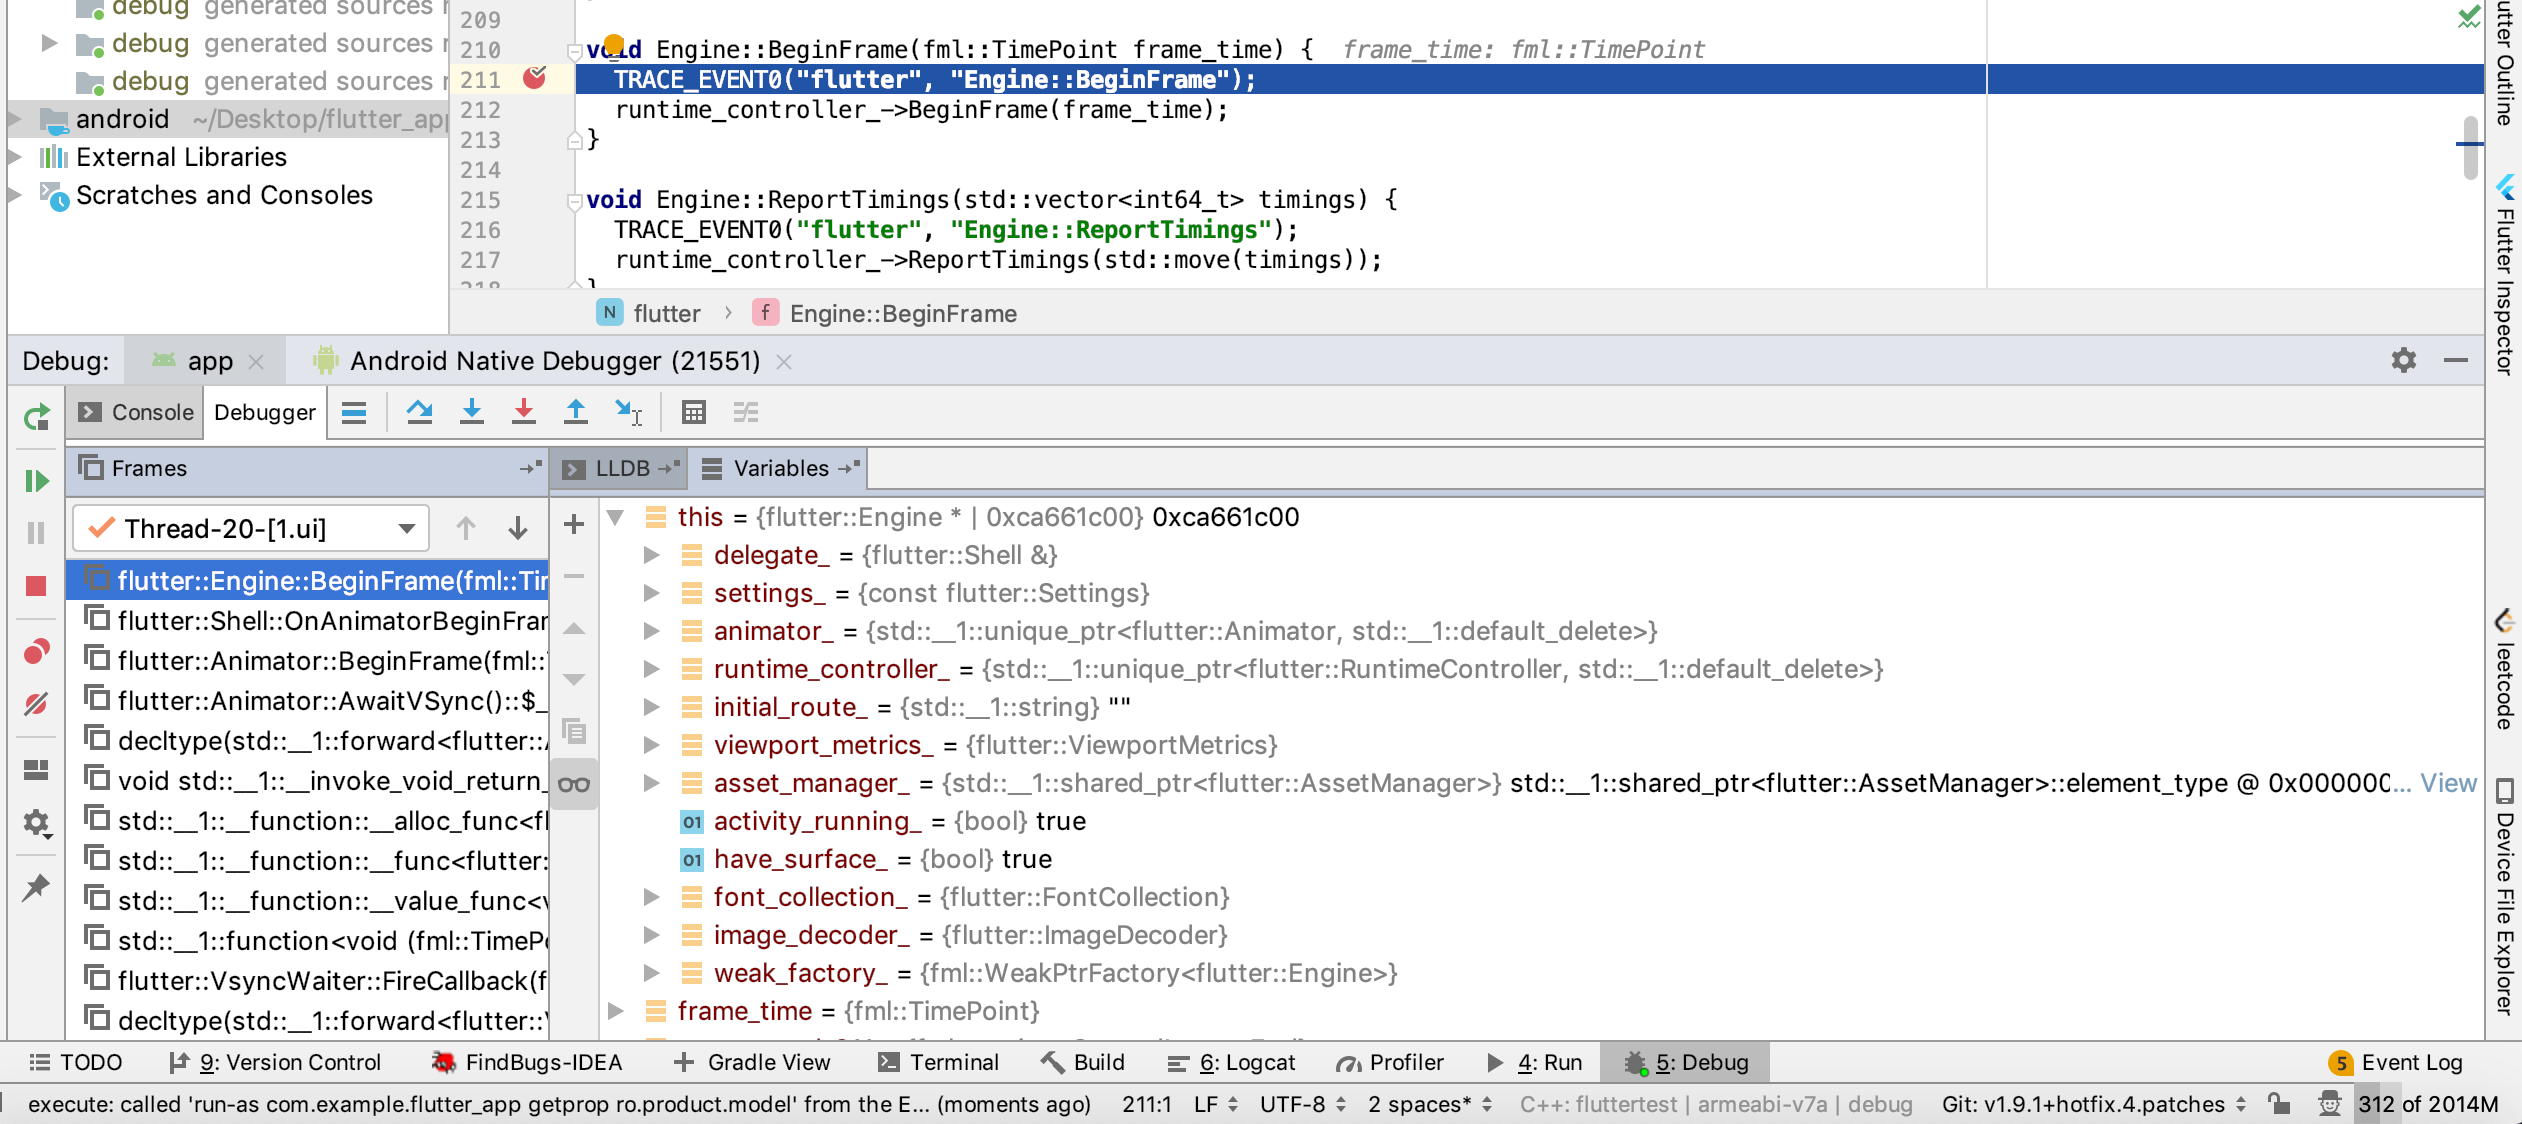 debug generated sources r
209
debug generated sources r
210 void Engine::BeginFrame(fml::TimePoint frame_time) { frame_time: fml::TimePoint
debug generated sources r
211 TRACE_EVENT0("flutter", "Engine::BeginFrame");
android ~/Desktop/flutter_app
212 runtime_controller_->BeginFrame(frame_time);
213 }
External Libraries
214
Scratches and Consoles
215 void Engine::ReportTimings(std::vector<int64_t> timings) {
216 TRACE_EVENT0("flutter", "Engine::ReportTimings");
217 runtime_controller_->ReportTimings(std::move(timings));
218 }
N flutter › f Engine::BeginFrame
Debug: app Android Native Debugger (21551)
Console Debugger
Frames
LLDB Variables
Thread-20-[1.ui]
flutter::Engine::BeginFrame(fml::Tin
flutter::Shell::OnAnimatorBeginFrar
flutter::Animator::BeginFrame(fml::
flutter::Animator::AwaitVSync()::$_
decltype(std::__1::forward<flutter::
void std::__1::__invoke_void_return_
std::__1::__function::__alloc_func<fl
std::__1::__function::__func<flutter:
std::__1::__function::__value_func<v
std::__1::function<void (fml::TimePo
flutter::VsyncWaiter::FireCallback(f
decltype(std::__1::forward<flutter::
this = {flutter::Engine * | 0xca661c00} 0xca661c00
delegate_ = {flutter::Shell &}
settings_ = {const flutter::Settings}
animator_ = {std::__1::unique_ptr<flutter::Animator, std::__1::default_delete>}
runtime_controller_ = {std::__1::unique_ptr<flutter::RuntimeController, std::__1::default_delete>}
initial_route_ = {std::__1::string} ""
viewport_metrics_ = {flutter::ViewportMetrics}
asset_manager_ = {std::__1::shared_ptr<flutter::AssetManager>} std::__1::shared_ptr<flutter::AssetManager>::element_type @ 0x000000... View
01 activity_running_ = {bool} true
01 have_surface_ = {bool} true
font_collection_ = {flutter::FontCollection}
image_decoder_ = {flutter::ImageDecoder}
weak_factory_ = {fml::WeakPtrFactory<flutter::Engine>}
frame_time = {fml::TimePoint}
utter Outline
Flutter Inspector
leetcode
Device File Explorer
TODO 9: Version Control FindBugs-IDEA Gradle View Terminal Build 6: Logcat Profiler 4: Run 5: Debug 5 Event Log
execute: called 'run-as com.example.flutter_app getprop ro.product.model' from the E... (moments ago) 211:1 LF UTF-8 2 spaces* C++: fluttertest | armeabi-v7a | debug Git: v1.9.1+hotfix.4.patches 312 of 2014M